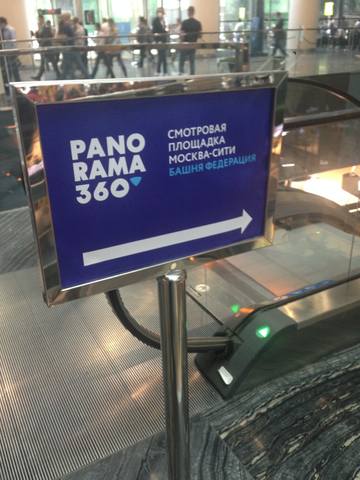 PANO
RAMA
360
СМОТРОВАЯ
ПЛОЩАДКА
МОСКВА-СИТИ
БАШНЯ ФЕДЕРАЦИЯ